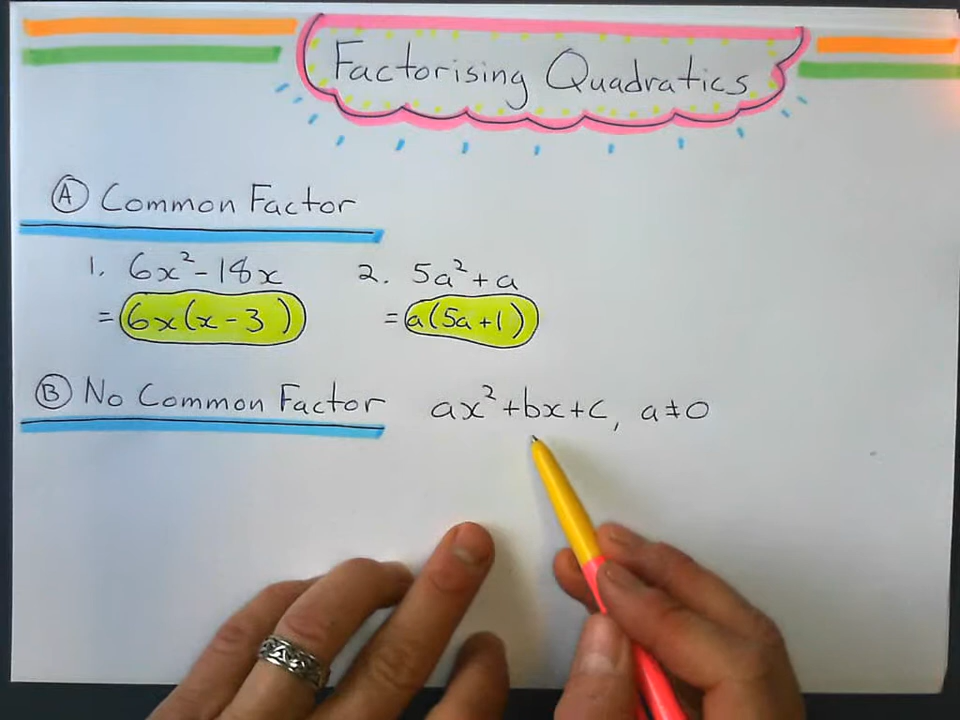 Factorising Quadratics
Ⓐ Common Factor
1. 6x² - 18x 2. 5a² + a
= 6x(x - 3) = a(5a + 1)
Ⓑ No Common Factor ax² + bx + c, a ≠ 0